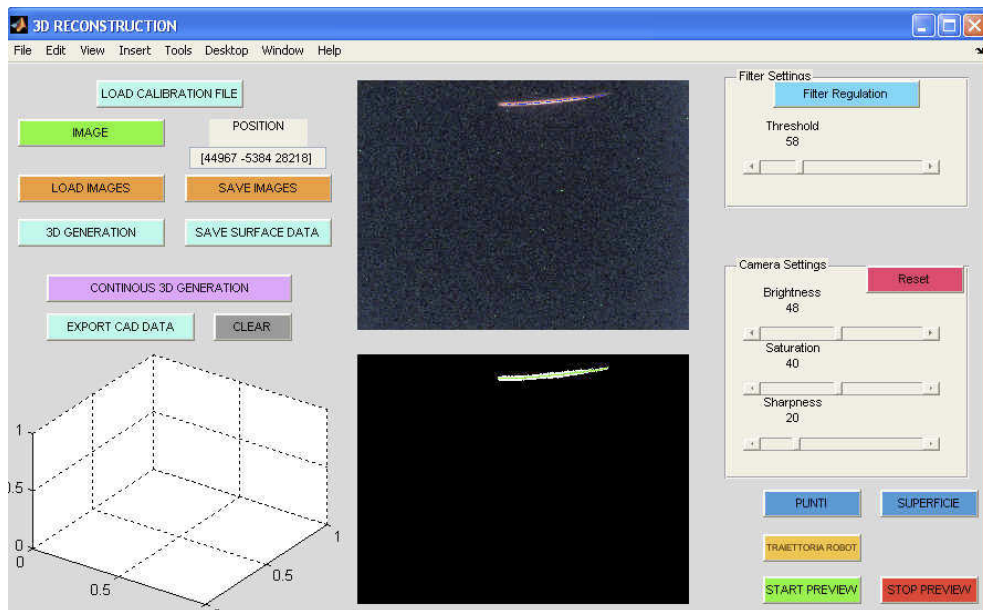 3D RECONSTRUCTION
File Edit View Insert Tools Desktop Window Help
LOAD CALIBRATION FILE
IMAGE
POSITION
[44967 -5384 28218]
LOAD IMAGES
SAVE IMAGES
3D GENERATION
SAVE SURFACE DATA
CONTINOUS 3D GENERATION
EXPORT CAD DATA
CLEAR
1
0.5
0
0
0.5
1
0.5
Filter Settings
Filter Regulation
Threshold
58
Camera Settings
Reset
Brightness
48
Saturation
40
Sharpness
20
PUNTI
SUPERFICIE
TRAIETTORIA ROBOT
START PREVIEW
STOP PREVIEW